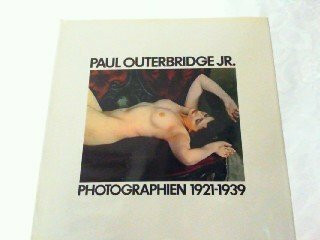 PAUL OUTERBRIDGE JR.
PHOTOGRAPHIEN 1921-1939